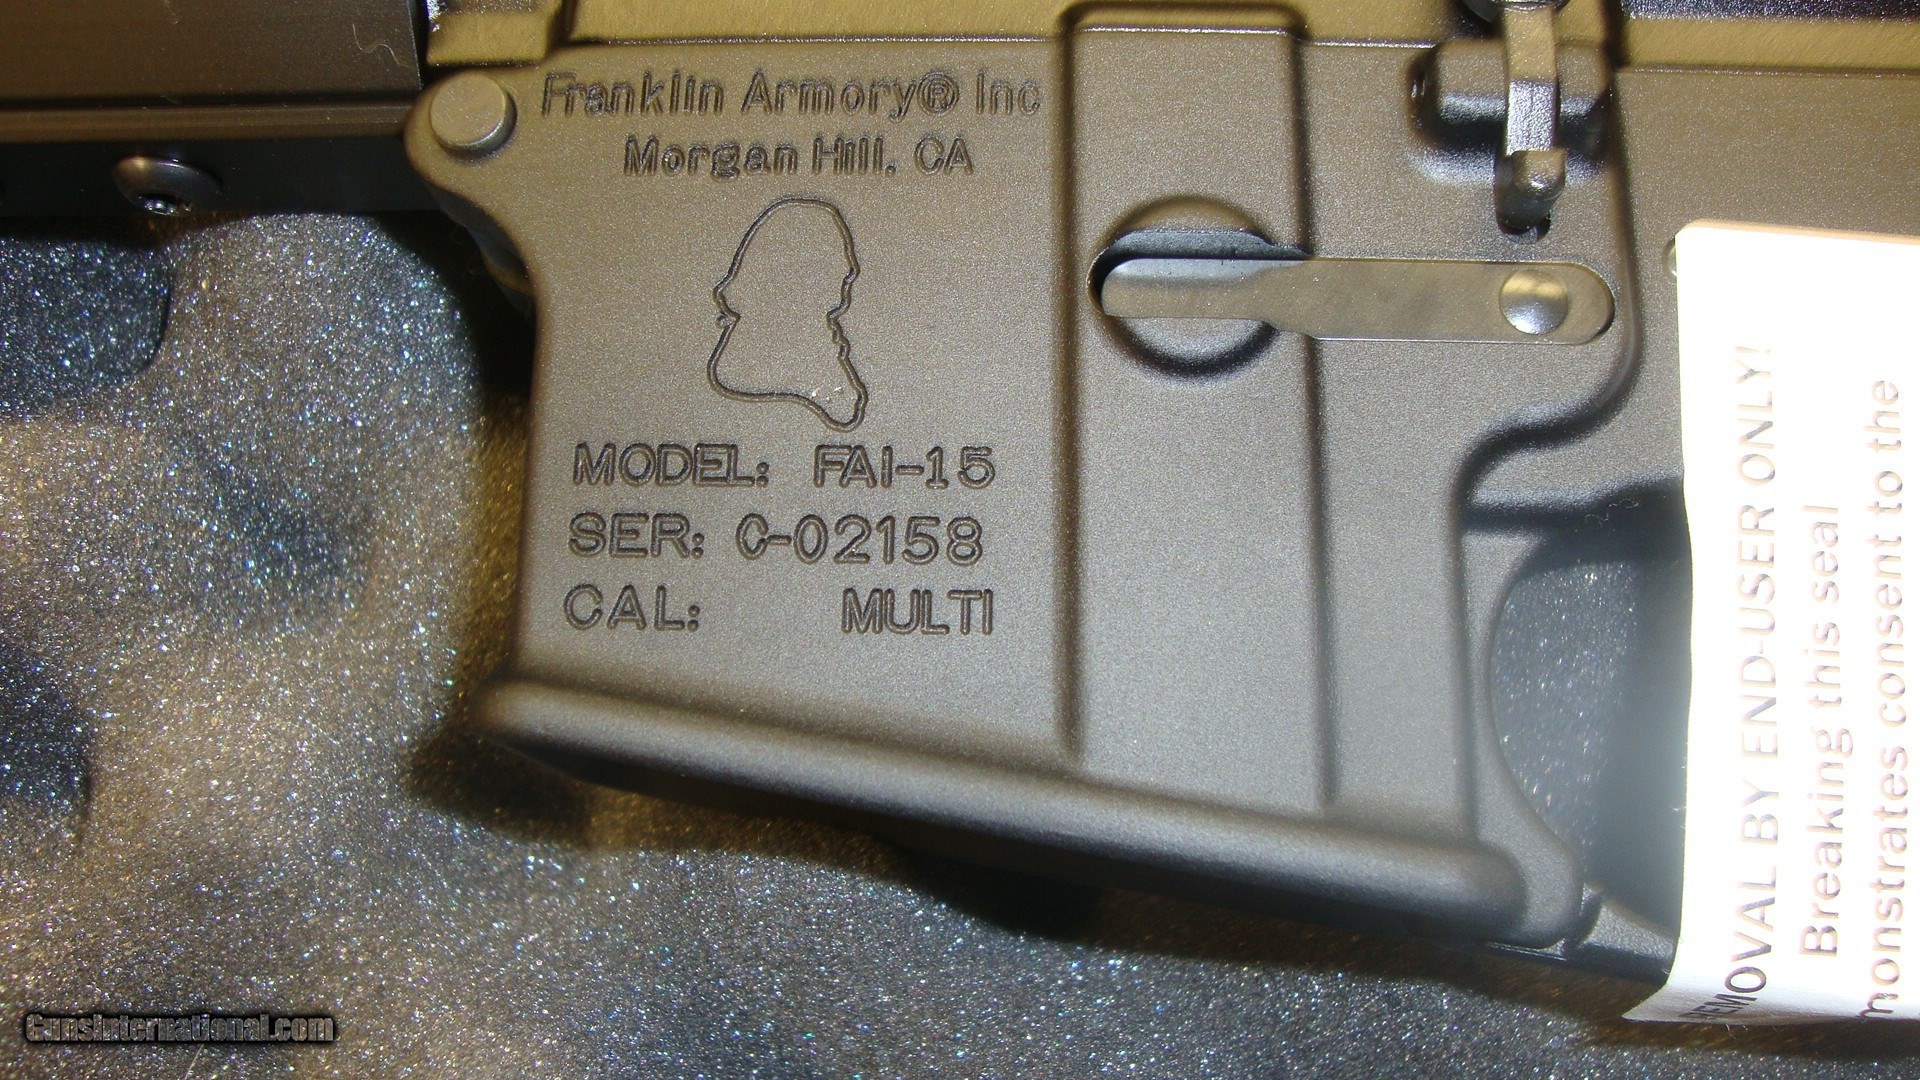 Franklin Armory® Inc
Morgan Hill, CA
MODEL: FAI-15
SER: C-02158
CAL: MULTI
REMOVAL BY END-USER ONLY!
Breaking this seal
monstrates consent to the
GunsInternational.com